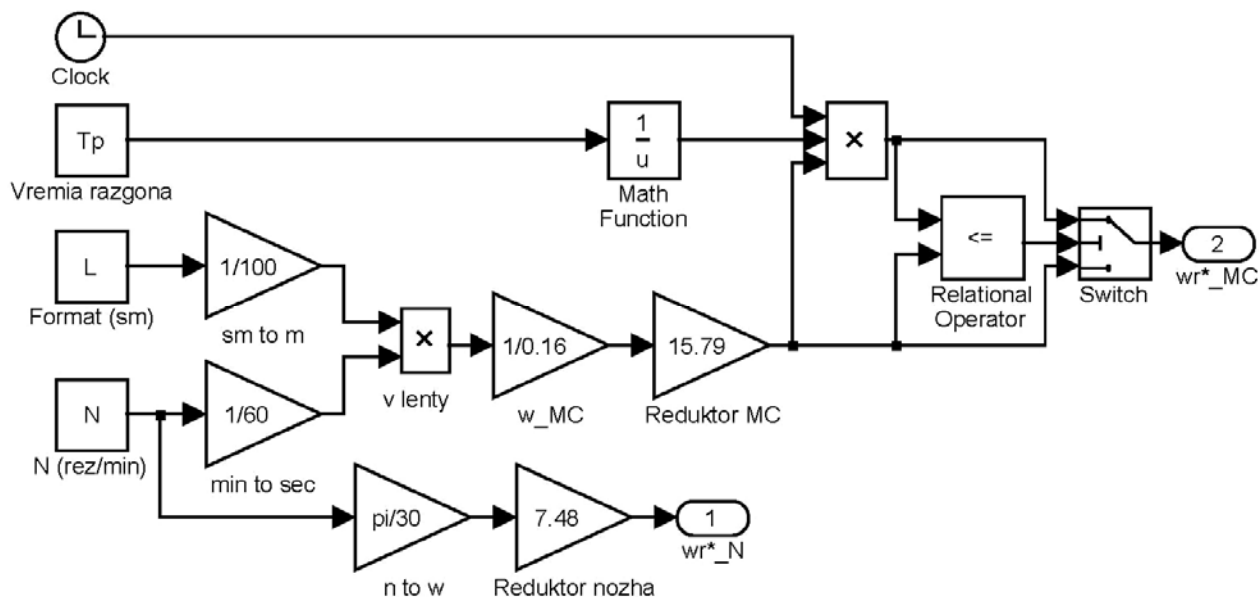 Clock
Tp
Vremia razgona
1
u
Math
Function
×
L
Format (sm)
1/100
sm to m
<=
Relational
Operator
Switch
2
wr*_MC
×
v lenty
1/0.16
w_MC
15.79
Reduktor MC
N
N (rez/min)
1/60
min to sec
pi/30
n to w
7.48
Reduktor nozha
1
wr*_N